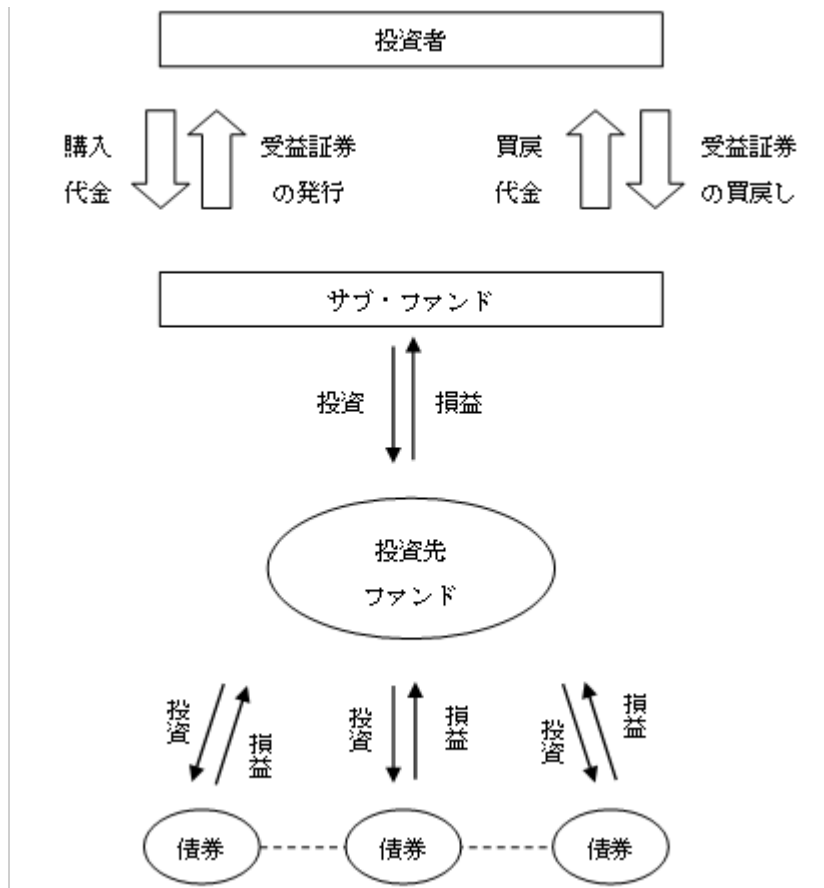 投資者
購入
代金
受益証券
の発行
買戻
代金
受益証券
の買戻し
サブ・ファンド
投資
損益
投資先
ファンド
投資
損益
投資
損益
投資
損益
債券
債券
債券